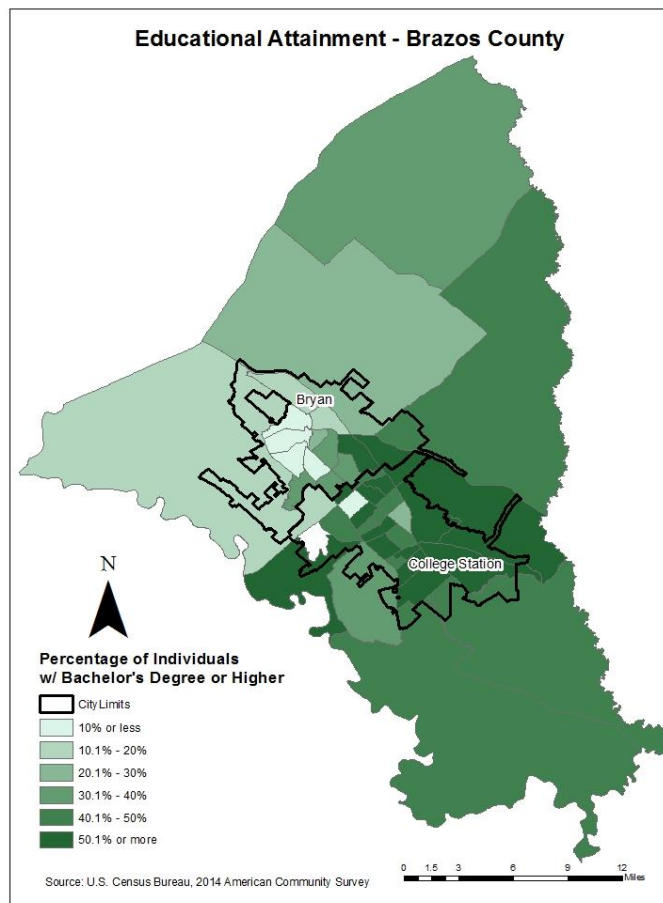 Educational Attainment - Brazos County
Bryan
College Station
N
Percentage of Individuals
w/ Bachelor's Degree or Higher
City Limits
10% or less
10.1% - 20%
20.1% - 30%
30.1% - 40%
40.1% - 50%
50.1% or more
Source: U.S. Census Bureau, 2014 American Community Survey
0 1.5 3 6 9 12
Miles